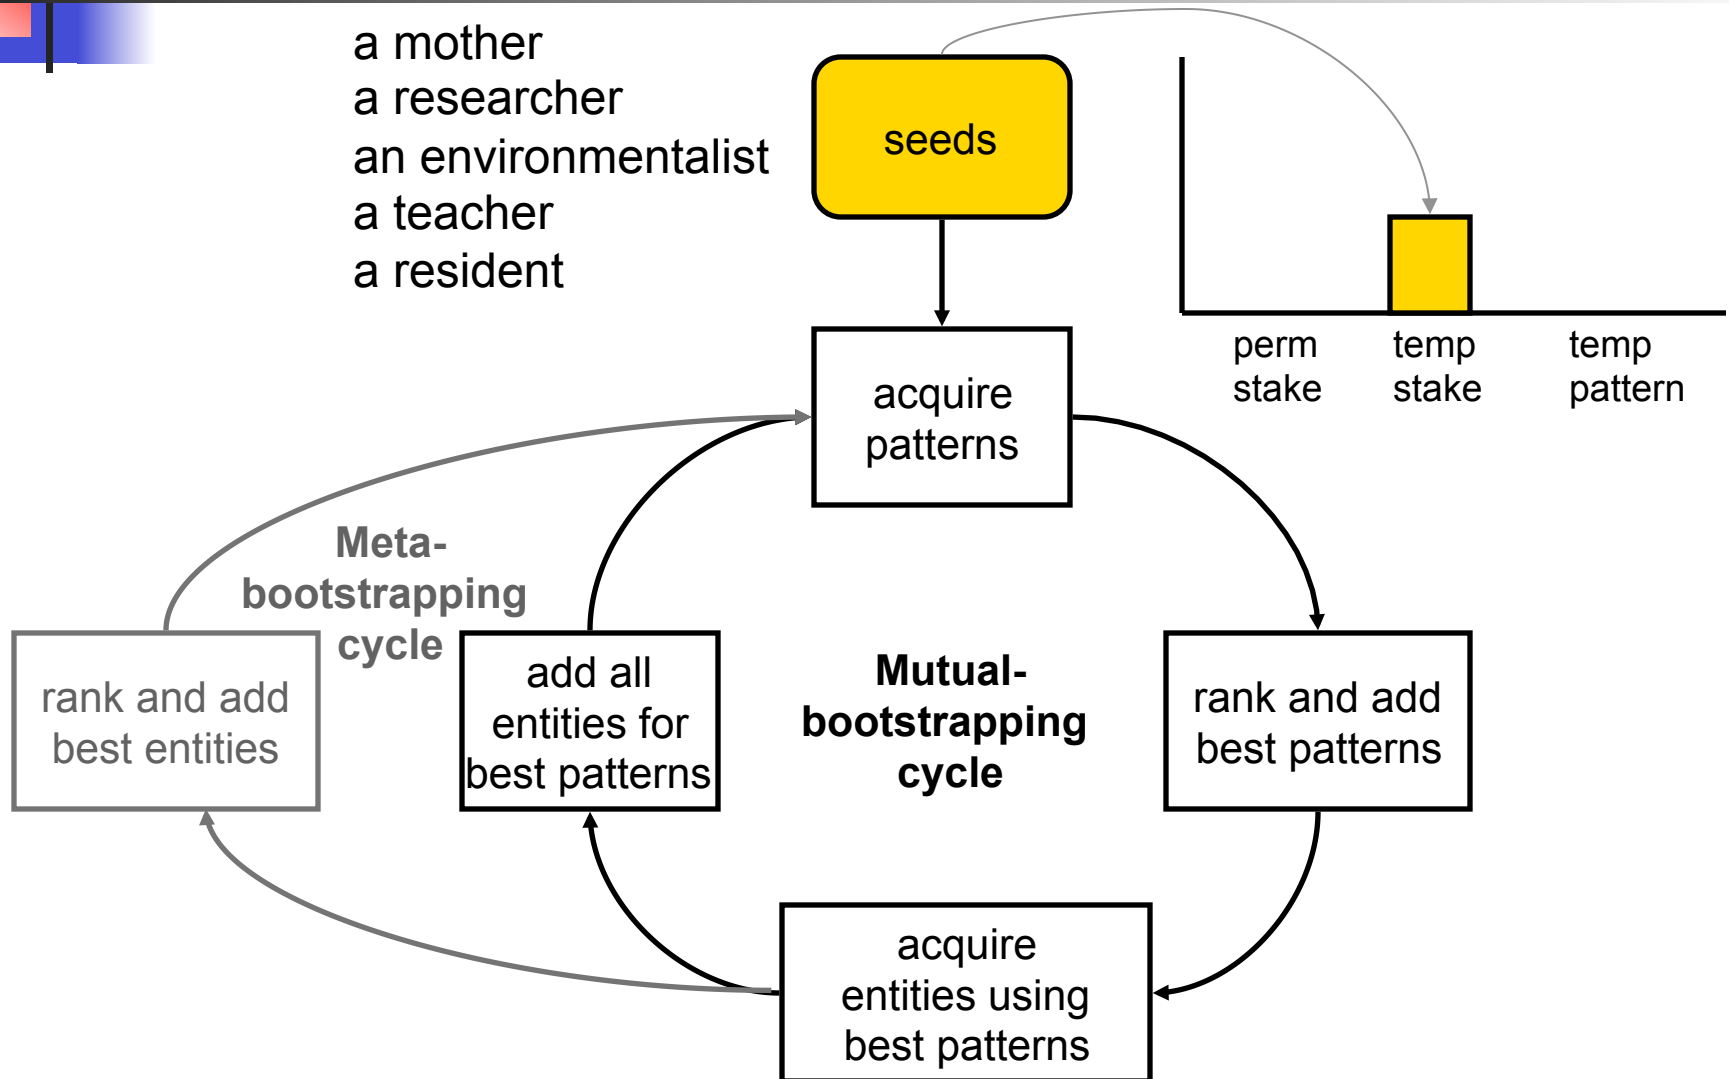 a mother
a researcher
an environmentalist
a teacher
a resident
seeds
perm
stake
temp
stake
temp
pattern
acquire
patterns
Meta-
bootstrapping
cycle
rank and add
best entities
add all
entities for
best patterns
Mutual-
bootstrapping
cycle
rank and add
best patterns
acquire
entities using
best patterns